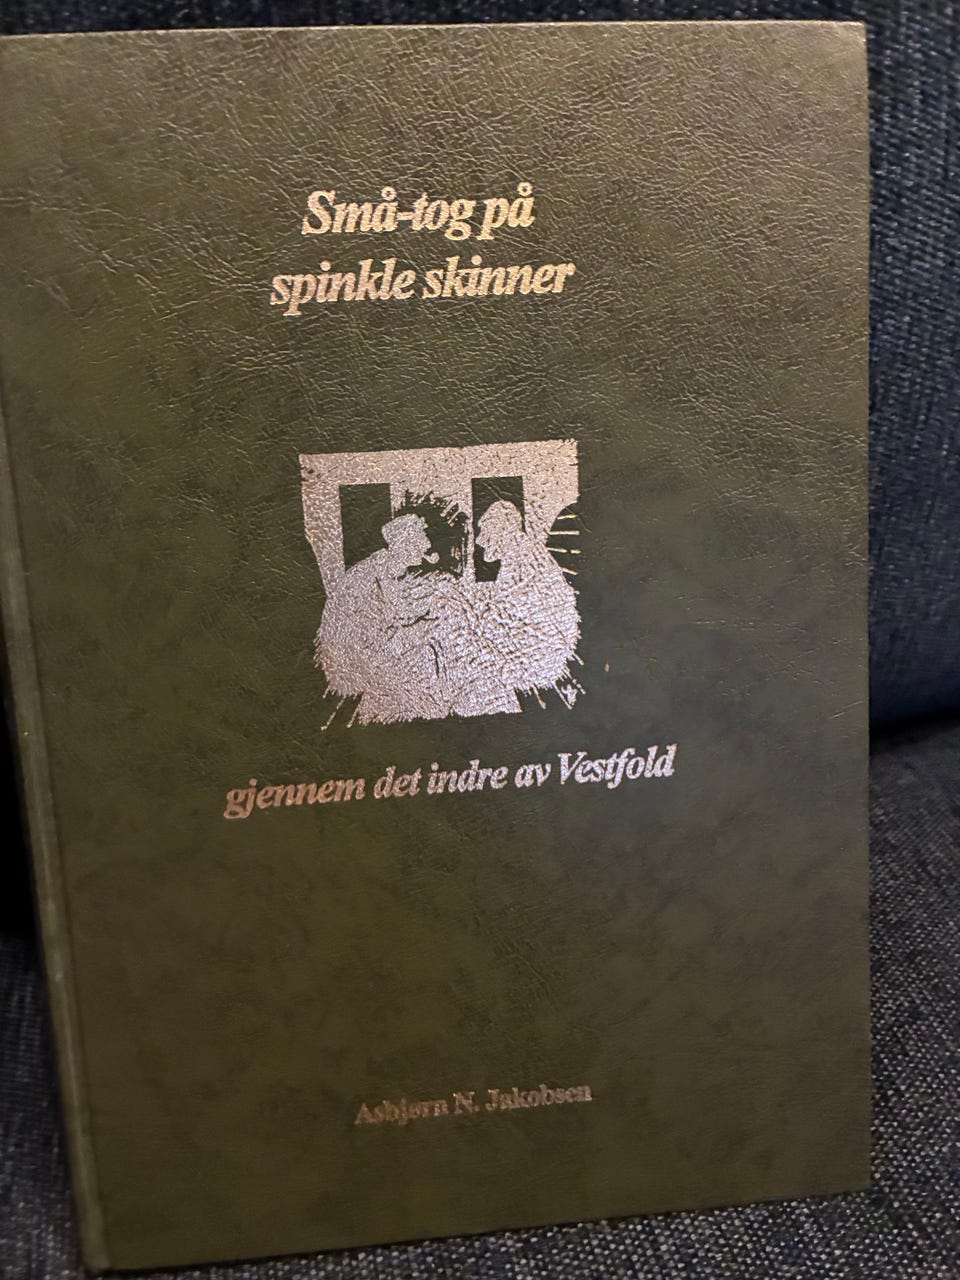 Små-tog på
spinkle skinner
gjennem det indre av Vestfold
Asbjørn N. Jakobsen